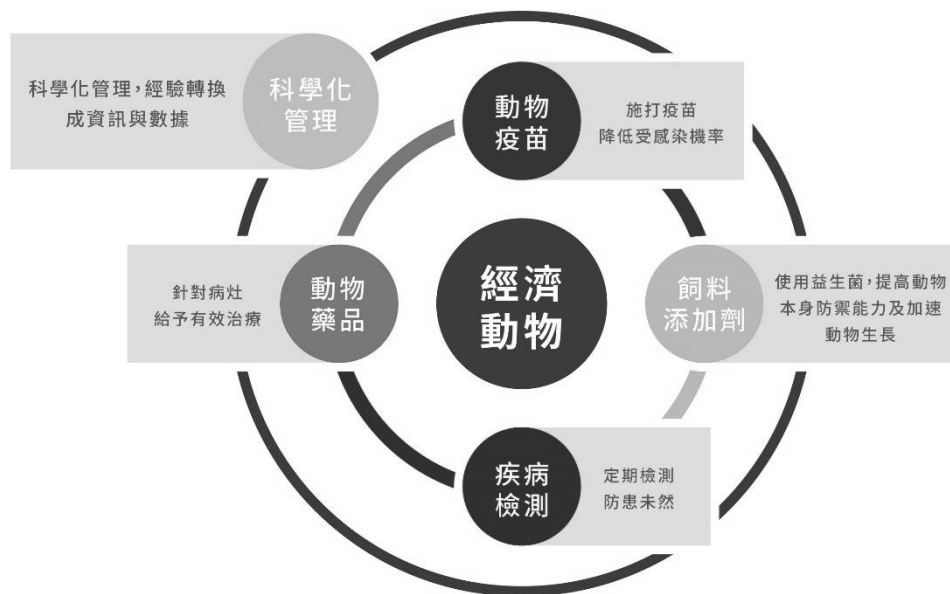 科學化管理，經驗轉換
成資訊與數據
科學化
管理
動物
疫苗
施打疫苗
降低受感染機率
針對病灶
給予有效治療
動物
藥品
經濟
動物
飼料
添加劑
使用益生菌，提高動物
本身防禦能力及加速
動物生長
疾病
檢測
定期檢測
防患未然